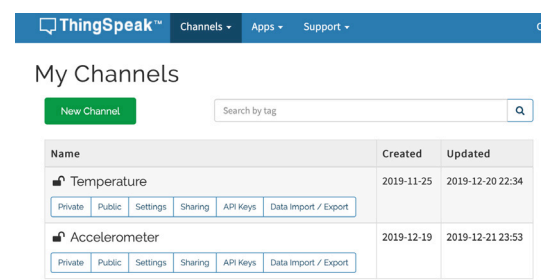 ThingSpeak™ Channels Apps Support
My Channels
New Channel Search by tag
Name Created Updated
Temperature 2019-11-25 2019-12-20 22:34
Private Public Settings Sharing API Keys Data Import / Export
Accelerometer 2019-12-19 2019-12-21 23:53
Private Public Settings Sharing API Keys Data Import / Export